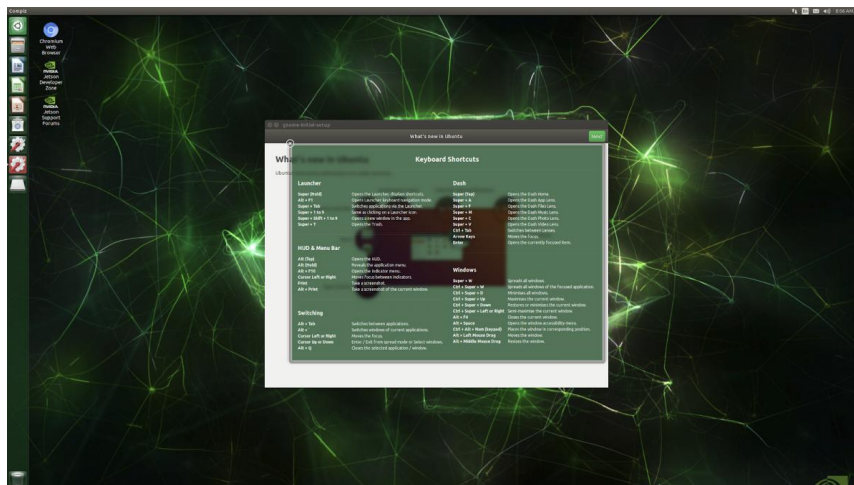 Compiz
8:06 AM
Chromium
Web
Browser
NVIDIA.
Jetson
Developer
Zone
NVIDIA.
Jetson
Support
Forums
gnome-initial-setup
What's new in Ubuntu
Next
What's new in Ubuntu
Keyboard Shortcuts
Launcher
Super (Hold) Opens the Launcher, displays shortcuts.
Alt + F1 Opens Launcher keyboard navigation mode.
Super + Tab Switches applications via the Launcher.
Super + 1 to 9 Same as clicking on a Launcher icon.
Super + Shift + 1 to 9 Opens a new window in the app.
Super + T Opens the Trash.
HUD & Menu Bar
Alt (Tap) Opens the HUD.
Alt (Hold) Reveals the application menu.
Alt + F10 Opens the indicator menu.
Cursor Left or Right Moves focus between indicators.
Print Take a screenshot.
Alt + Print Take a screenshot of the current window.
Switching
Alt + Tab Switches between applications.
Alt + Switches windows of current applications.
Cursor Left or Right Moves the focus.
Cursor Up or Down Enter / Exit from spread mode or Select windows.
Alt + Q Closes the selected application / window.
Dash
Super (Tap) Opens the Dash Home.
Super + A Opens the Dash App Lens.
Super + F Opens the Dash Files Lens.
Super + M Opens the Dash Music Lens.
Super + C Opens the Dash Photo Lens.
Super + V Opens the Dash Video Lens.
Ctrl + Tab Switches between Lenses.
Arrow Keys Moves the focus.
Enter Opens the currently focused item.
Windows
Super + W Spreads all windows.
Ctrl + Super + W Spreads all windows of the focused application.
Ctrl + Super + D Minimises all windows.
Ctrl + Super + Up Maximises the current window.
Ctrl + Super + Down Restores or minimises the current window.
Ctrl + Super + Left or Right Semi-maximise the current window.
Alt + F4 Closes the current window.
Alt + Space Opens the window accessibility menu.
Ctrl + Alt + Num (keypad) Places the window in corresponding position.
Alt + Left Mouse Drag Moves the window.
Alt + Middle Mouse Drag Resizes the window.